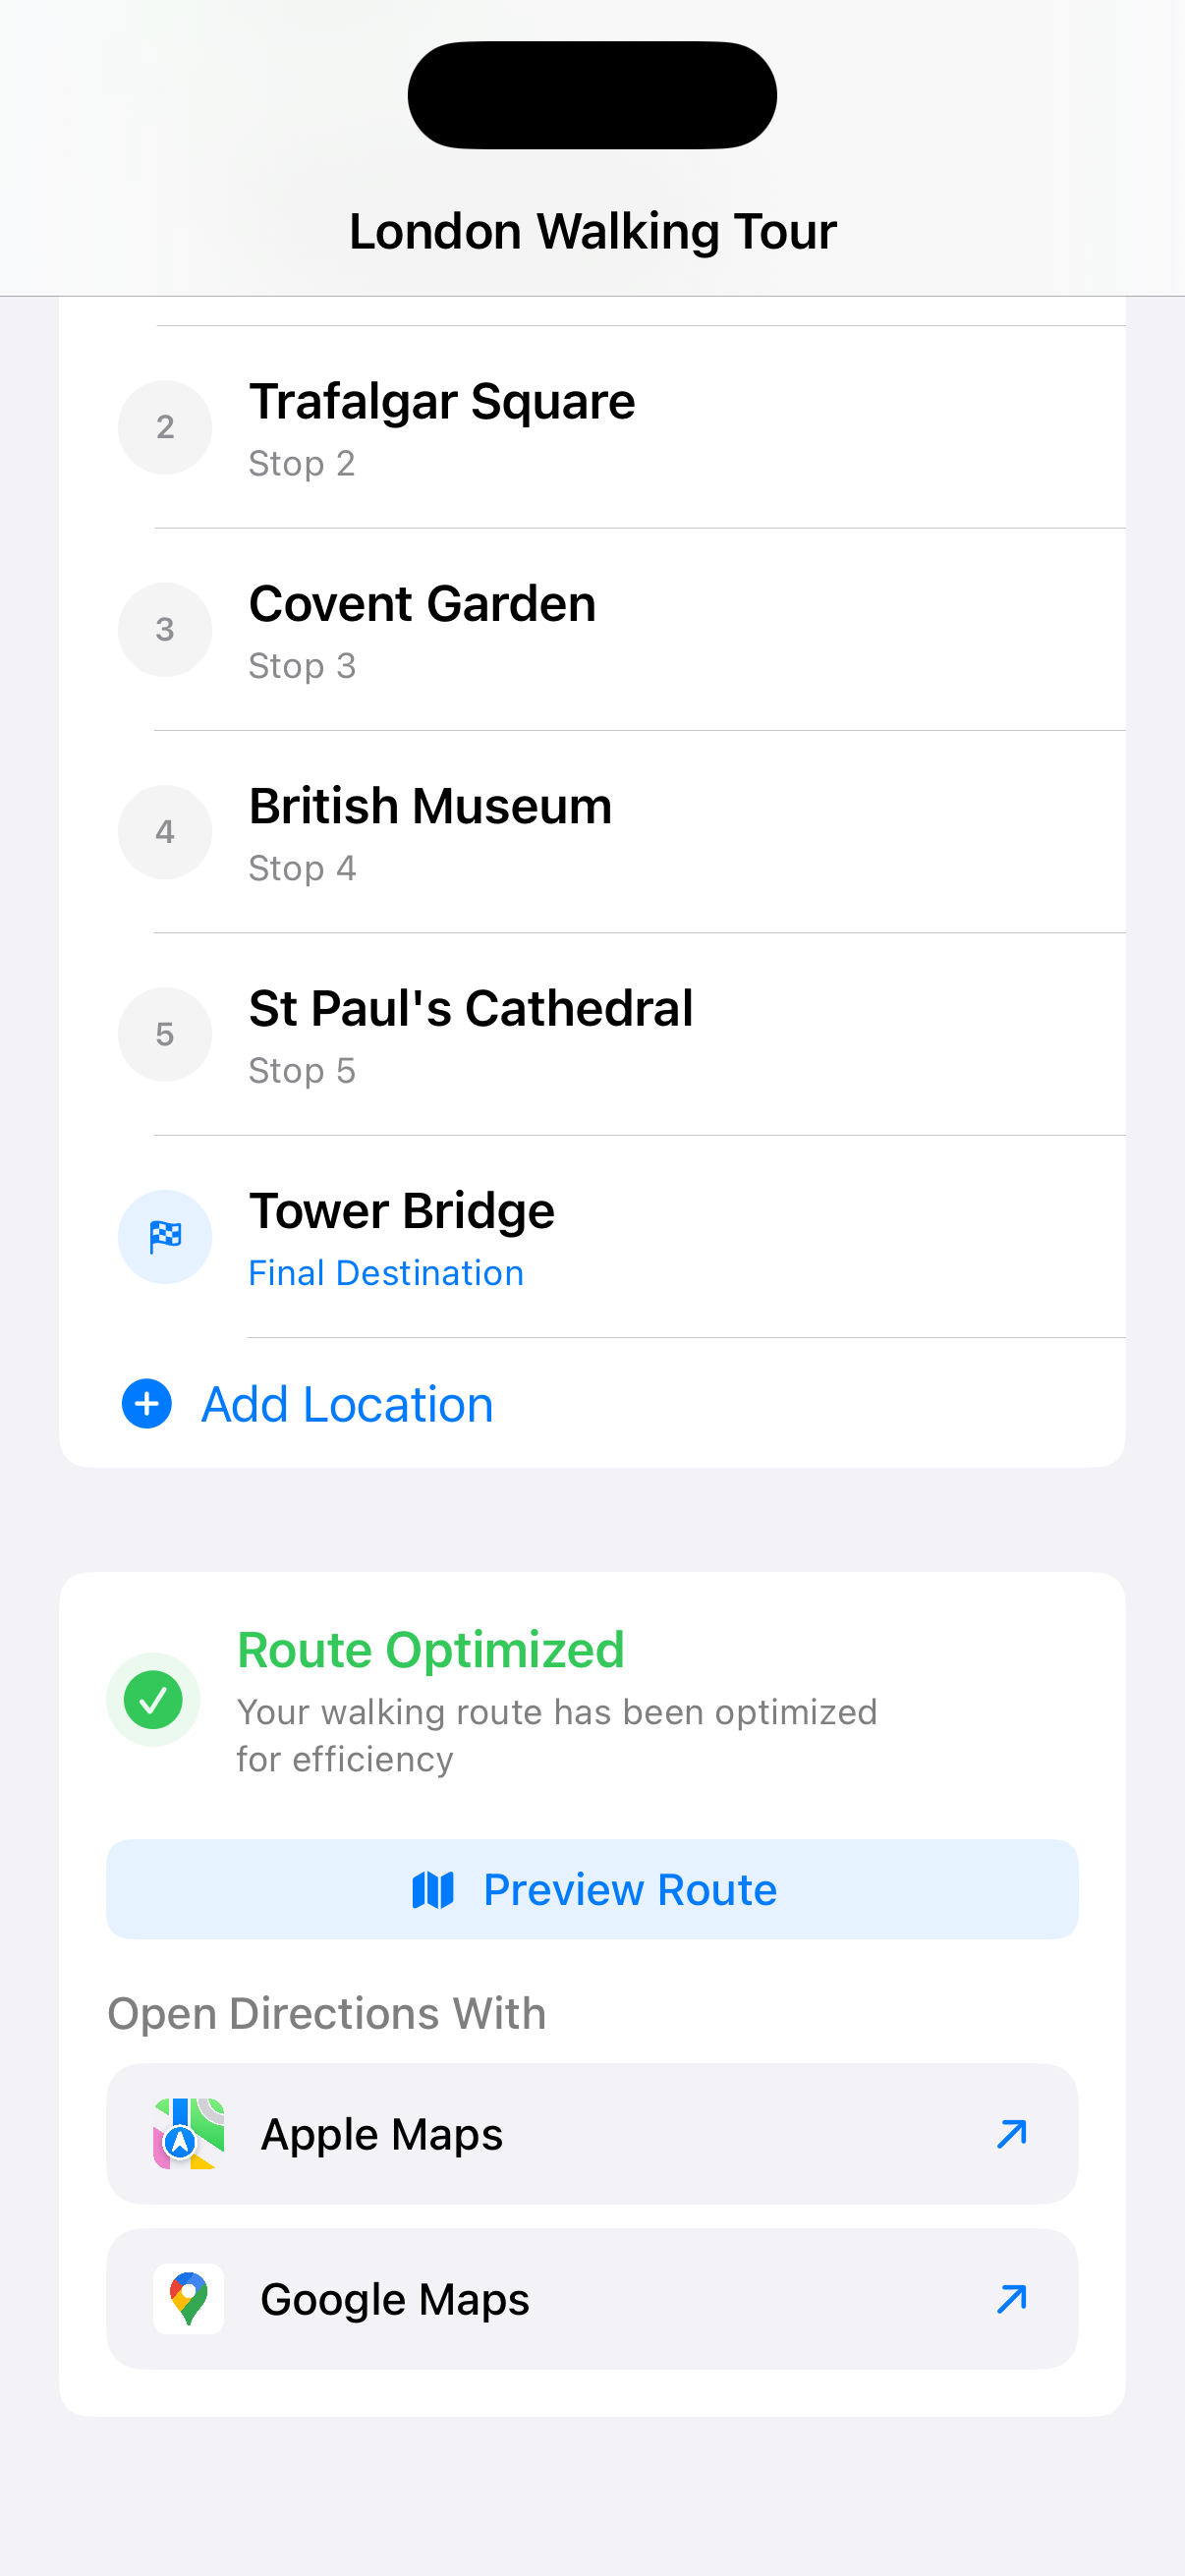 London Walking Tour
2
Trafalgar Square
Stop 2
3
Covent Garden
Stop 3
4
British Museum
Stop 4
5
St Paul's Cathedral
Stop 5
Tower Bridge
Final Destination
Add Location
Route Optimized
Your walking route has been optimized
for efficiency
Preview Route
Open Directions With
Apple Maps
Google Maps